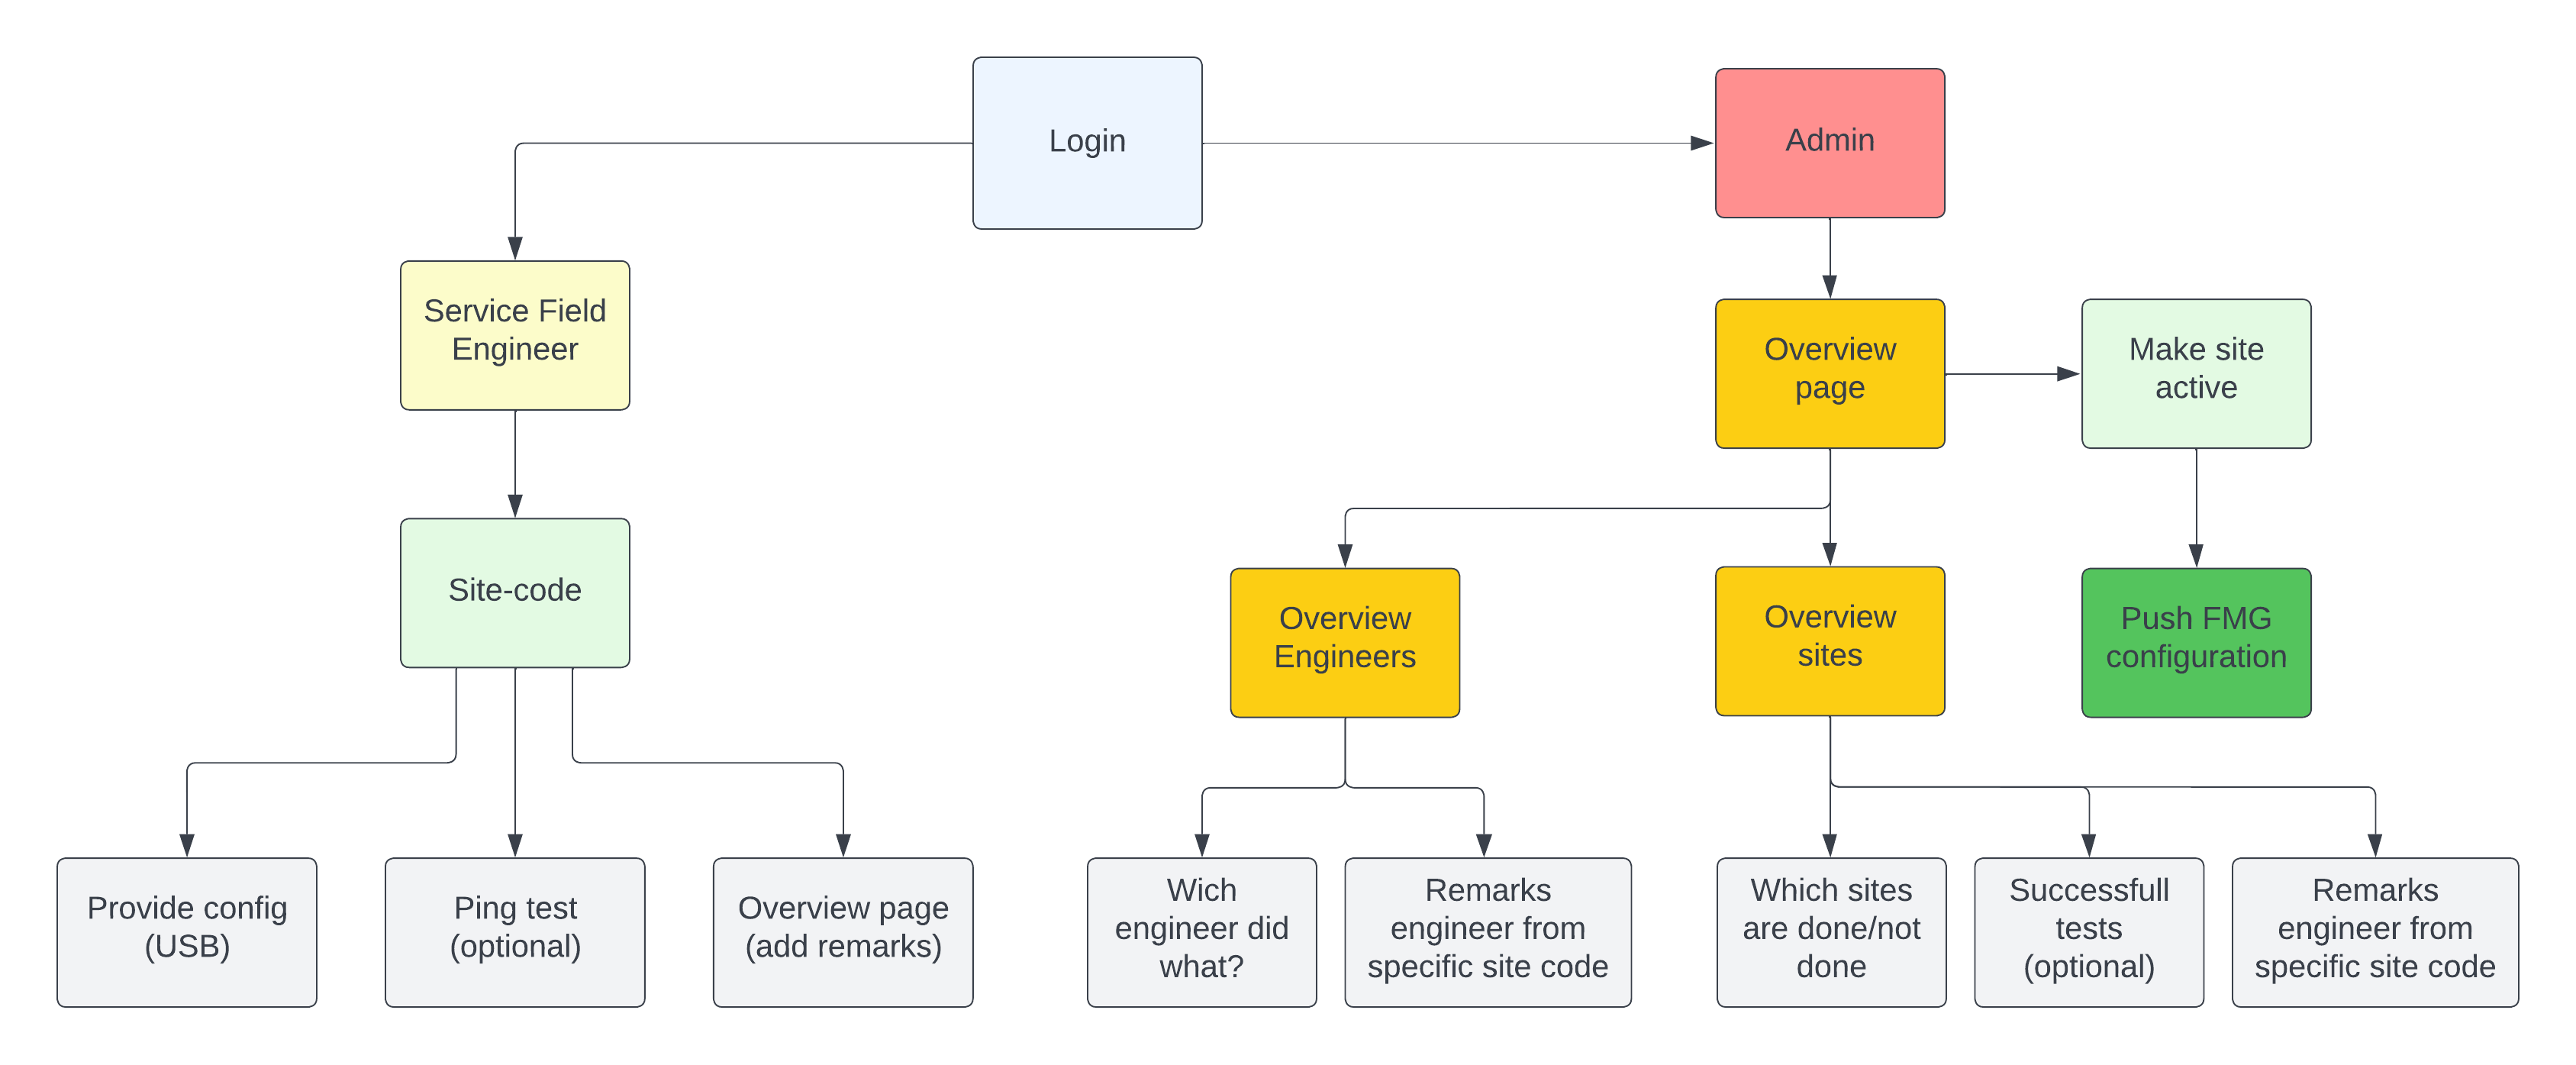 Login
Admin
Service Field
Engineer
Overview
page
Make site
active
Site-code
Overview
Engineers
Overview
sites
Push FMG
configuration
Provide config
(USB)
Ping test
(optional)
Overview page
(add remarks)
Wich
engineer did
what?
Remarks
engineer from
specific site code
Which sites
are done/not
done
Successfull
tests
(optional)
Remarks
engineer from
specific site code